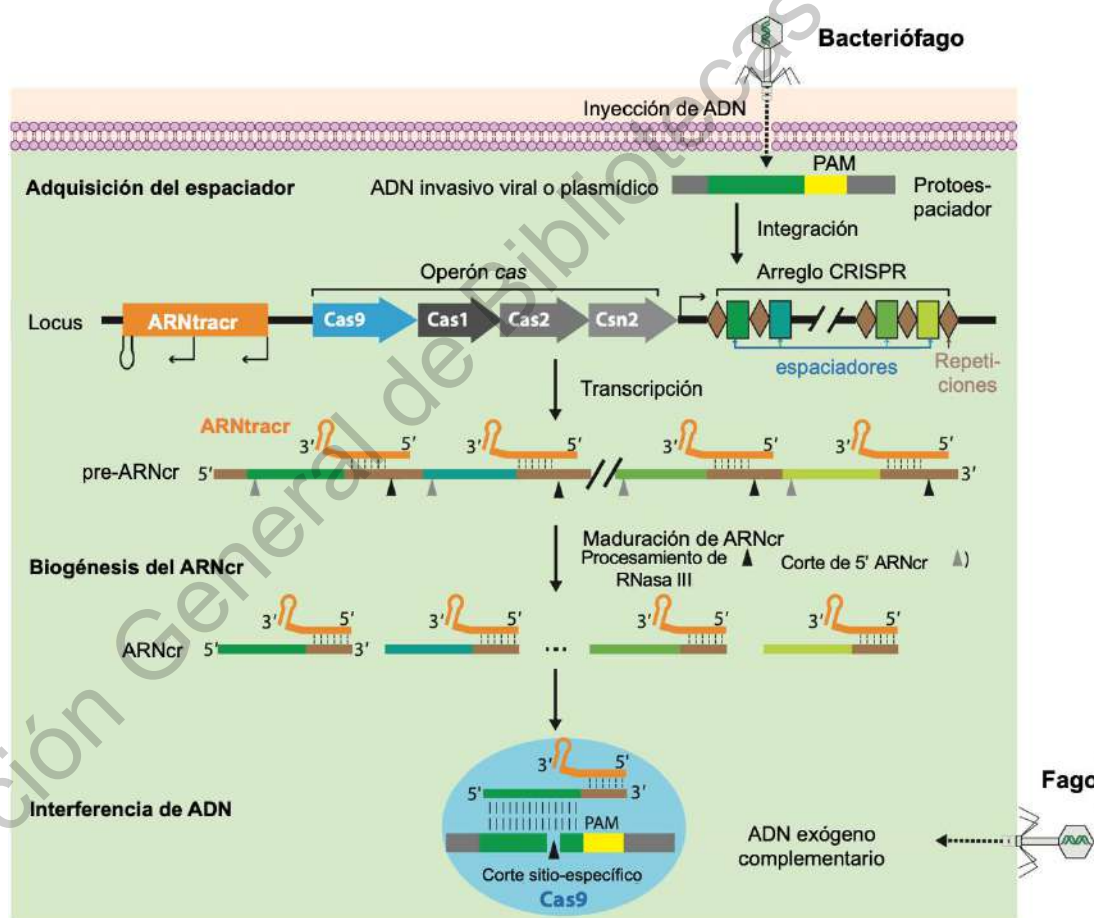 Bacteriófago
Inyección de ADN
PAM
Adquisición del espaciador
ADN invasivo viral o plasmídico
Protoes-
paciador
Integración
Operón cas
Arreglo CRISPR
Locus
ARNtracr
Cas9
Cas1
Cas2
Csn2
espaciadores
Repeti-
ciones
Transcripción
ARNtracr
3' 5' 3' 5' 3' 5' 3' 5'
pre-ARNcr 5' 3'
Maduración de ARNcr
Procesamiento de
RNasa III
Corte de 5' ARNcr )
Biogénesis del ARNcr
3' 5' 3' 5' 3' 5' 3' 5'
ARNcr 5' 3' ...
3' 5'
5' 3'
Interferencia de ADN
PAM
Corte sitio-específico
Cas9
ADN exógeno
complementario
Fago
ción General de Bibliotecas